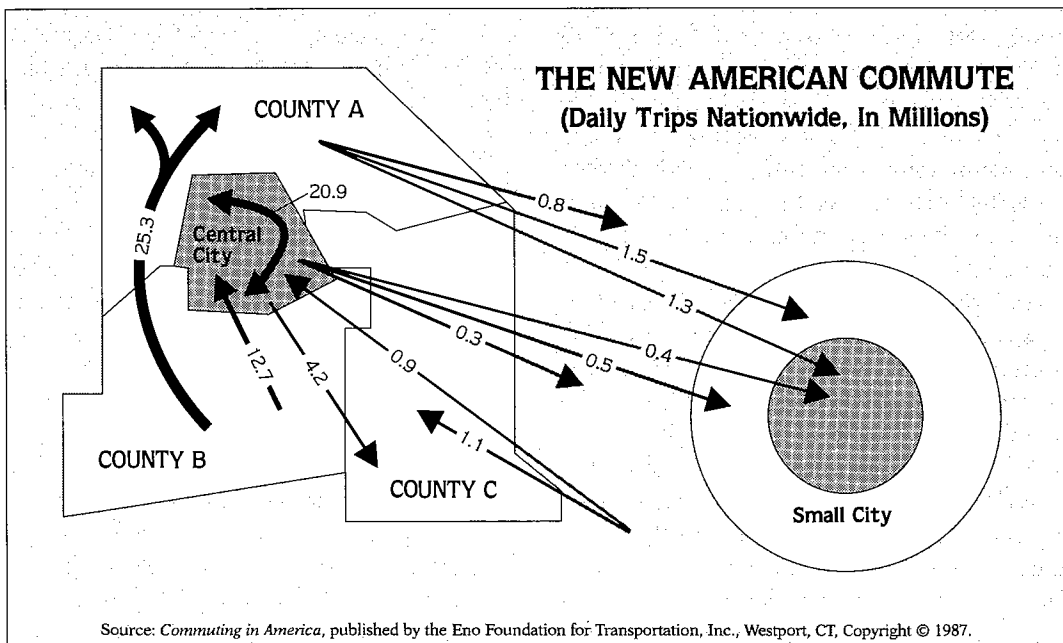 THE NEW AMERICAN COMMUTE
(Daily Trips Nationwide, In Millions)
COUNTY A
20.9
0.8
Central
City
25.3
1.5
1.3
0.3
0.4
0.5
0.9
12.7
4.2
1.1
COUNTY B
COUNTY C
Small City
Source: Commuting in America, published by the Eno Foundation for Transportation, Inc., Westport, CT, Copyright © 1987.